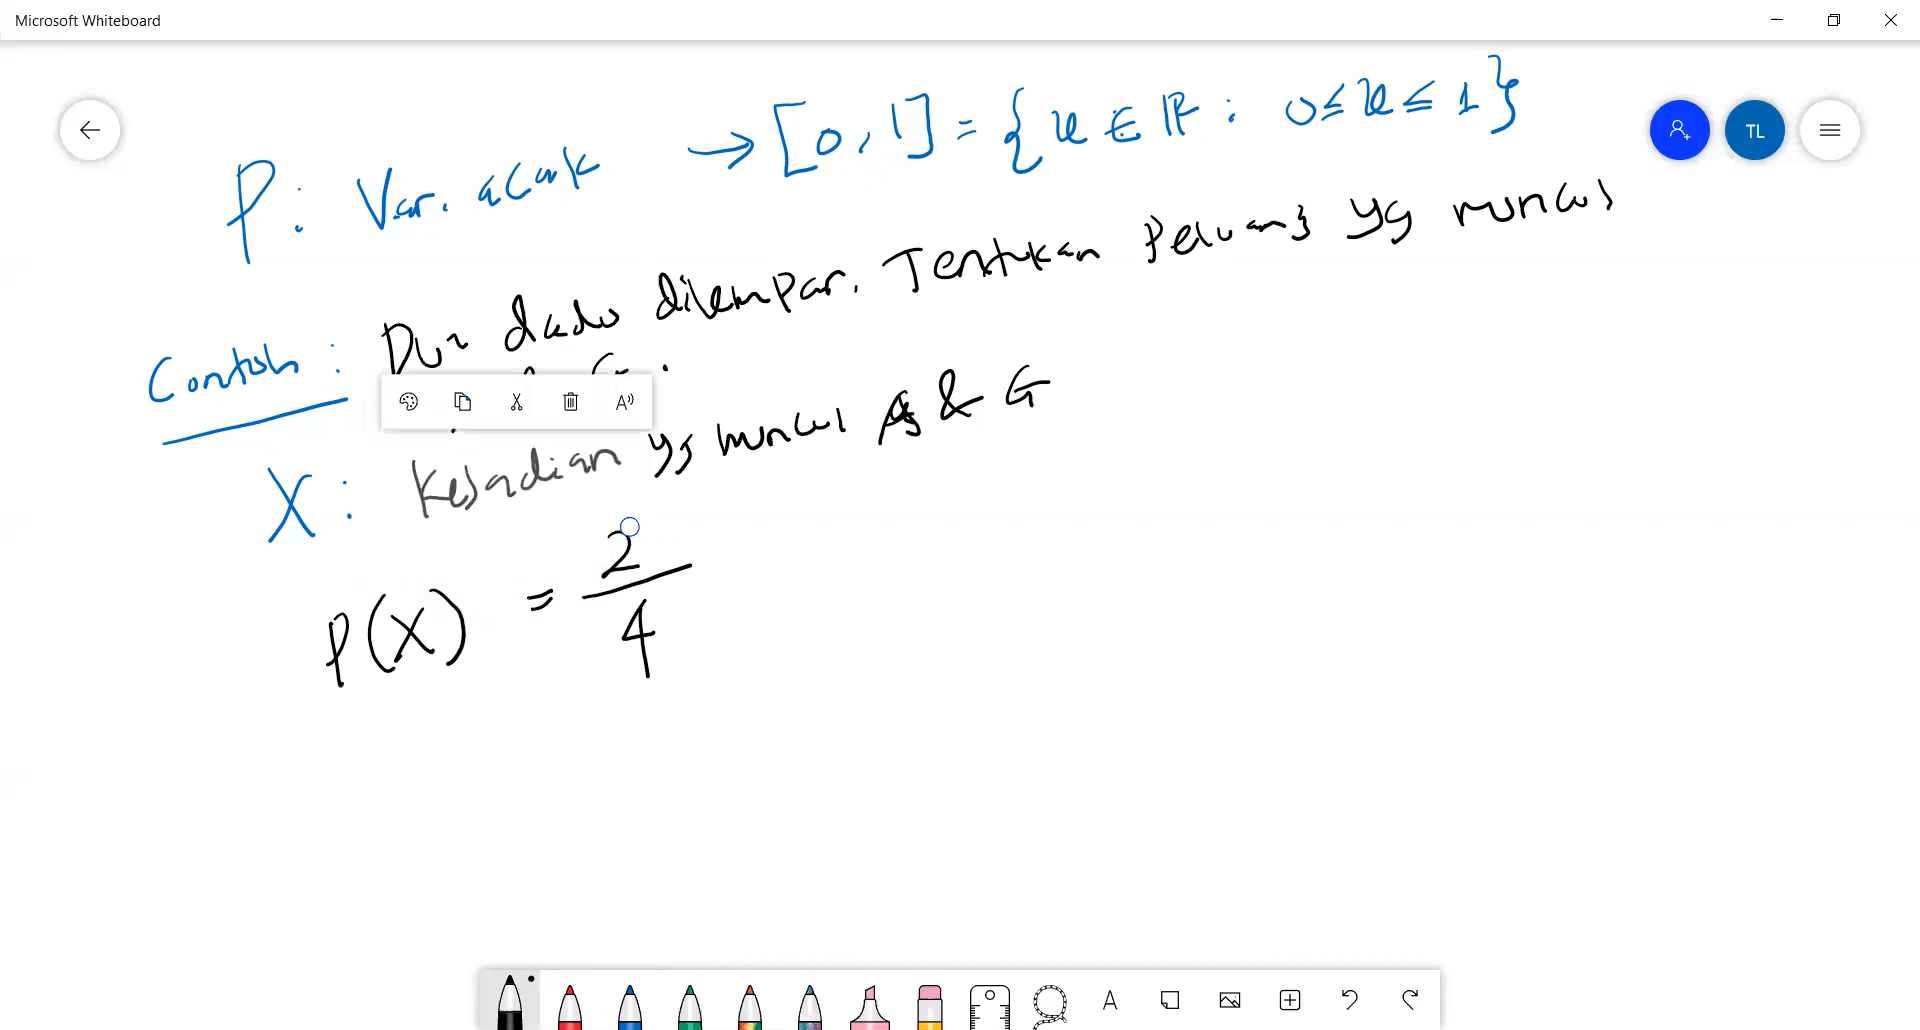 Microsoft Whiteboard
TL
P : Var. acak → [0, 1] = {x ∈ R : 0 ≤ x ≤ 1}
Contoh : Dua dadu dilempar. Tentukan Peluang yg muncul
G.
X : Kejadian yg muncul A & G
P(X) = 2/4